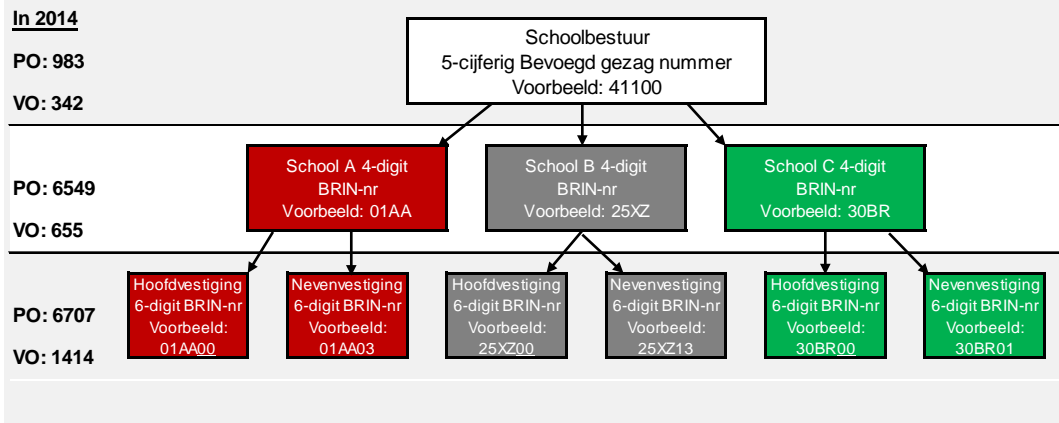 In 2014
PO: 983
VO: 342
Schoolbestuur
5-cijferig Bevoegd gezag nummer
Voorbeeld: 41100
PO: 6549
VO: 655
School A 4-digit
BRIN-nr
Voorbeeld: 01AA
School B 4-digit
BRIN-nr
Voorbeeld: 25XZ
School C 4-digit
BRIN-nr
Voorbeeld: 30BR
PO: 6707
VO: 1414
Hoofdvestiging
6-digit BRIN-nr
Voorbeeld:
01AA00
Nevenvestiging
6-digit BRIN-nr
Voorbeeld:
01AA03
Hoofdvestiging
6-digit BRIN-nr
Voorbeeld:
25XZ00
Nevenvestiging
6-digit BRIN-nr
Voorbeeld:
25XZ13
Hoofdvestiging
6-digit BRIN-nr
Voorbeeld:
30BR00
Nevenvestiging
6-digit BRIN-nr
Voorbeeld:
30BR01